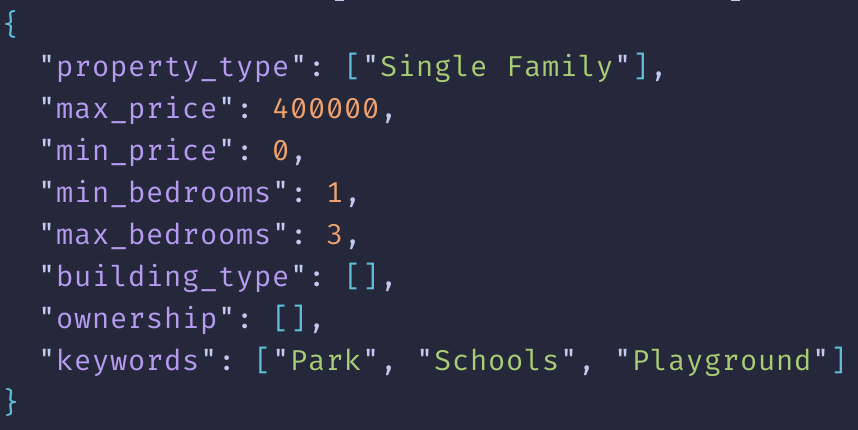 {
  "property_type": ["Single Family"],
  "max_price": 400000,
  "min_price": 0,
  "min_bedrooms": 1,
  "max_bedrooms": 3,
  "building_type": [],
  "ownership": [],
  "keywords": ["Park", "Schools", "Playground"]
}